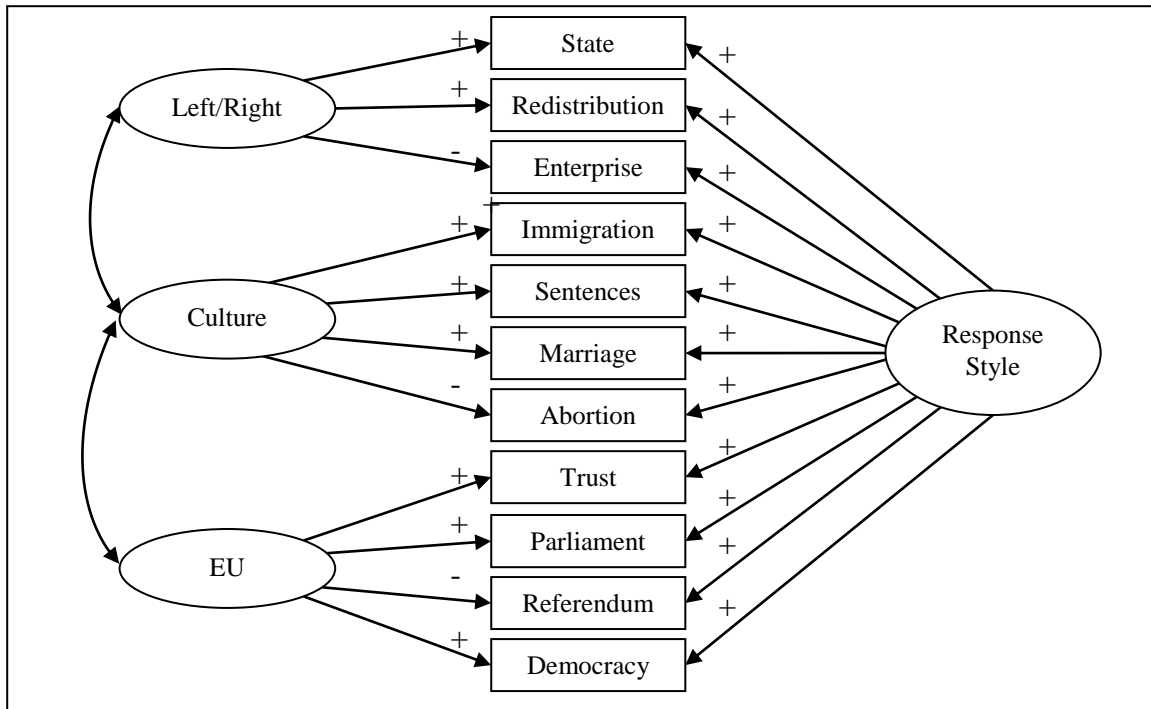 +
State
+
Left/Right
+
Redistribution
+
-
Enterprise
+
+
+
Immigration
+
Culture
+
Sentences
+
+
Marriage
+
-
Abortion
+
+
Trust
+
EU
+
Parliament
+
-
Referendum
+
+
Democracy
+
Response
Style